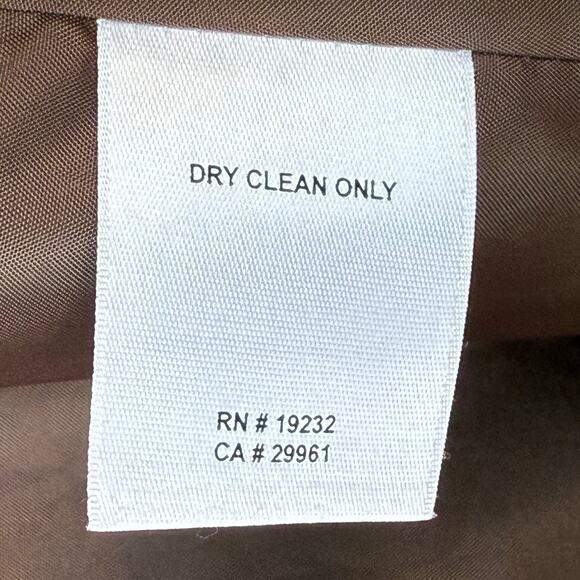 DRY CLEAN ONLY
RN # 19232
CA # 29961